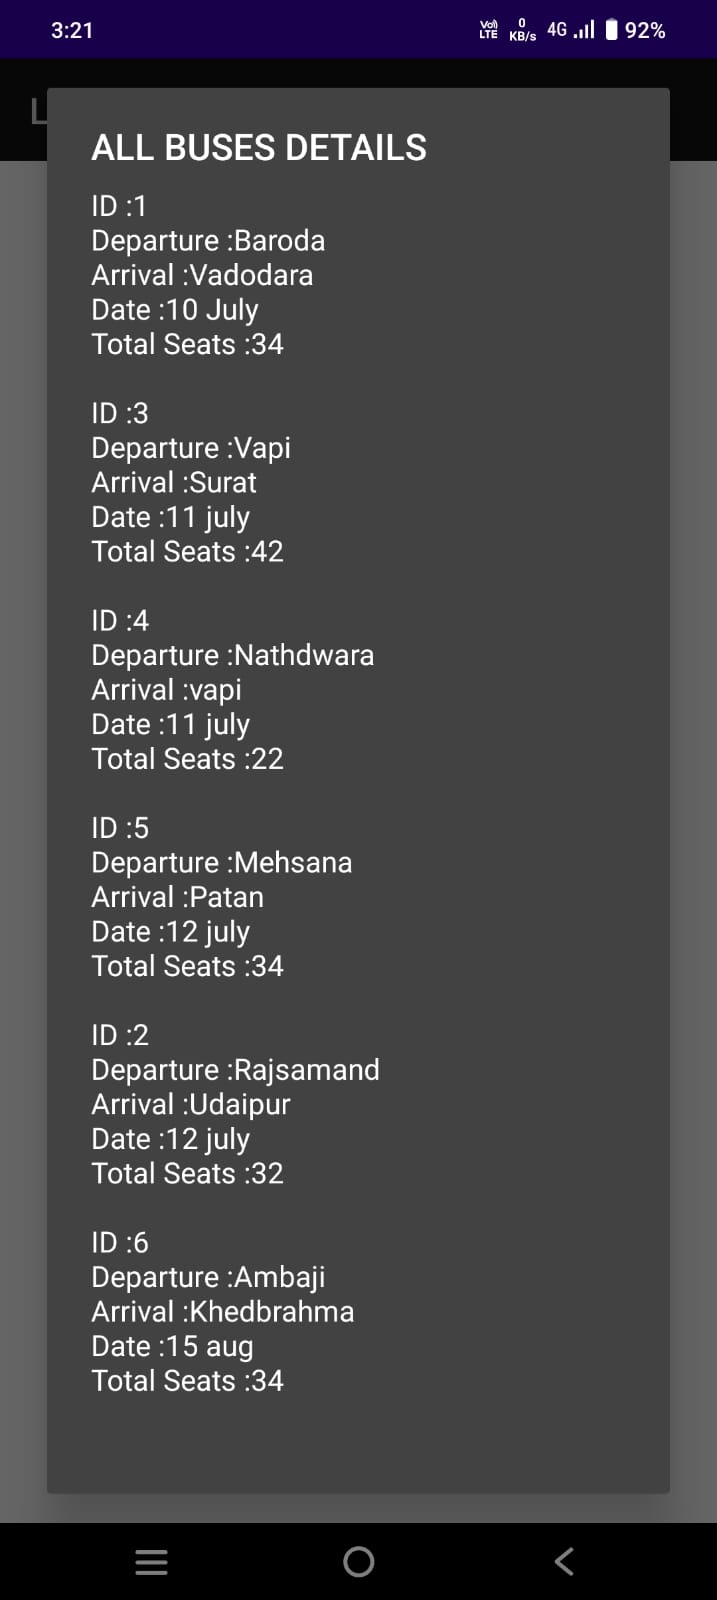 3:21
Vo)) LTE
0 KB/s
4G
92%
L
ALL BUSES DETAILS
ID :1
Departure :Baroda
Arrival :Vadodara
Date :10 July
Total Seats :34
ID :3
Departure :Vapi
Arrival :Surat
Date :11 july
Total Seats :42
ID :4
Departure :Nathdwara
Arrival :vapi
Date :11 july
Total Seats :22
ID :5
Departure :Mehsana
Arrival :Patan
Date :12 july
Total Seats :34
ID :2
Departure :Rajsamand
Arrival :Udaipur
Date :12 july
Total Seats :32
ID :6
Departure :Ambaji
Arrival :Khedbrahma
Date :15 aug
Total Seats :34